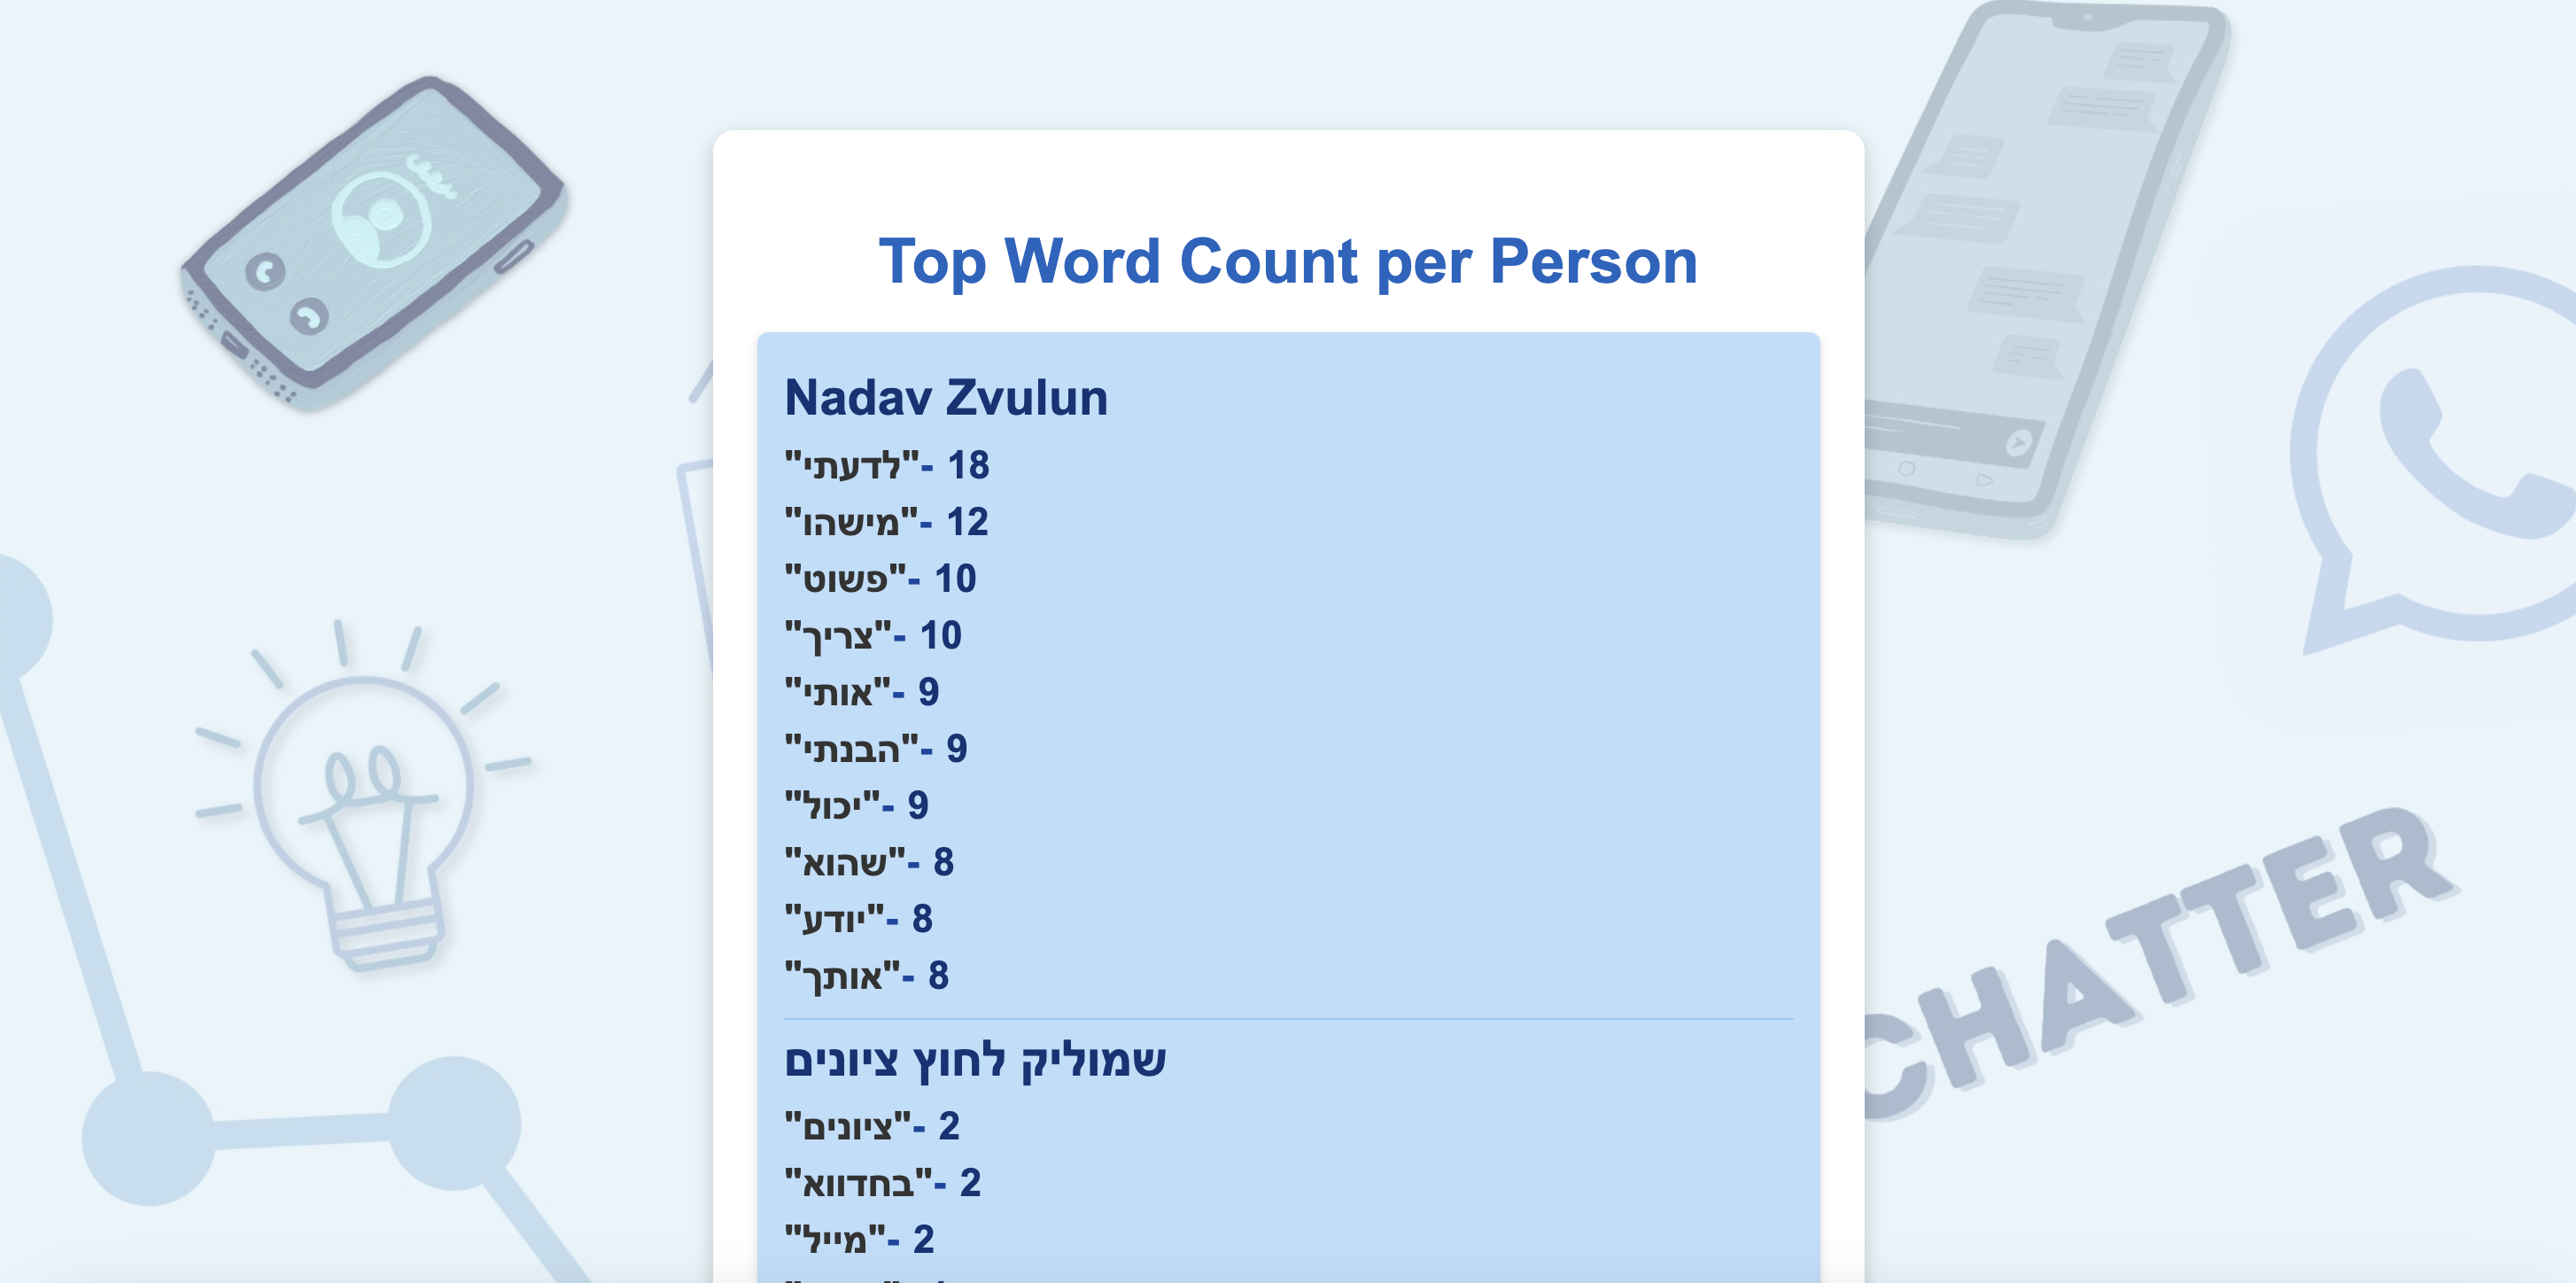 Top Word Count per Person
Nadav Zvulun
"לדעתי"- 18
"מישהו"- 12
"פשוט"- 10
"צריך"- 10
"אותי"- 9
"הבנתי"- 9
"יכול"- 9
"שהוא"- 8
"יודע"- 8
"אותך"- 8
שמוליק לחוץ ציונים
"ציונים"- 2
"בחדווא"- 2
"מייל"- 2
CHATTER